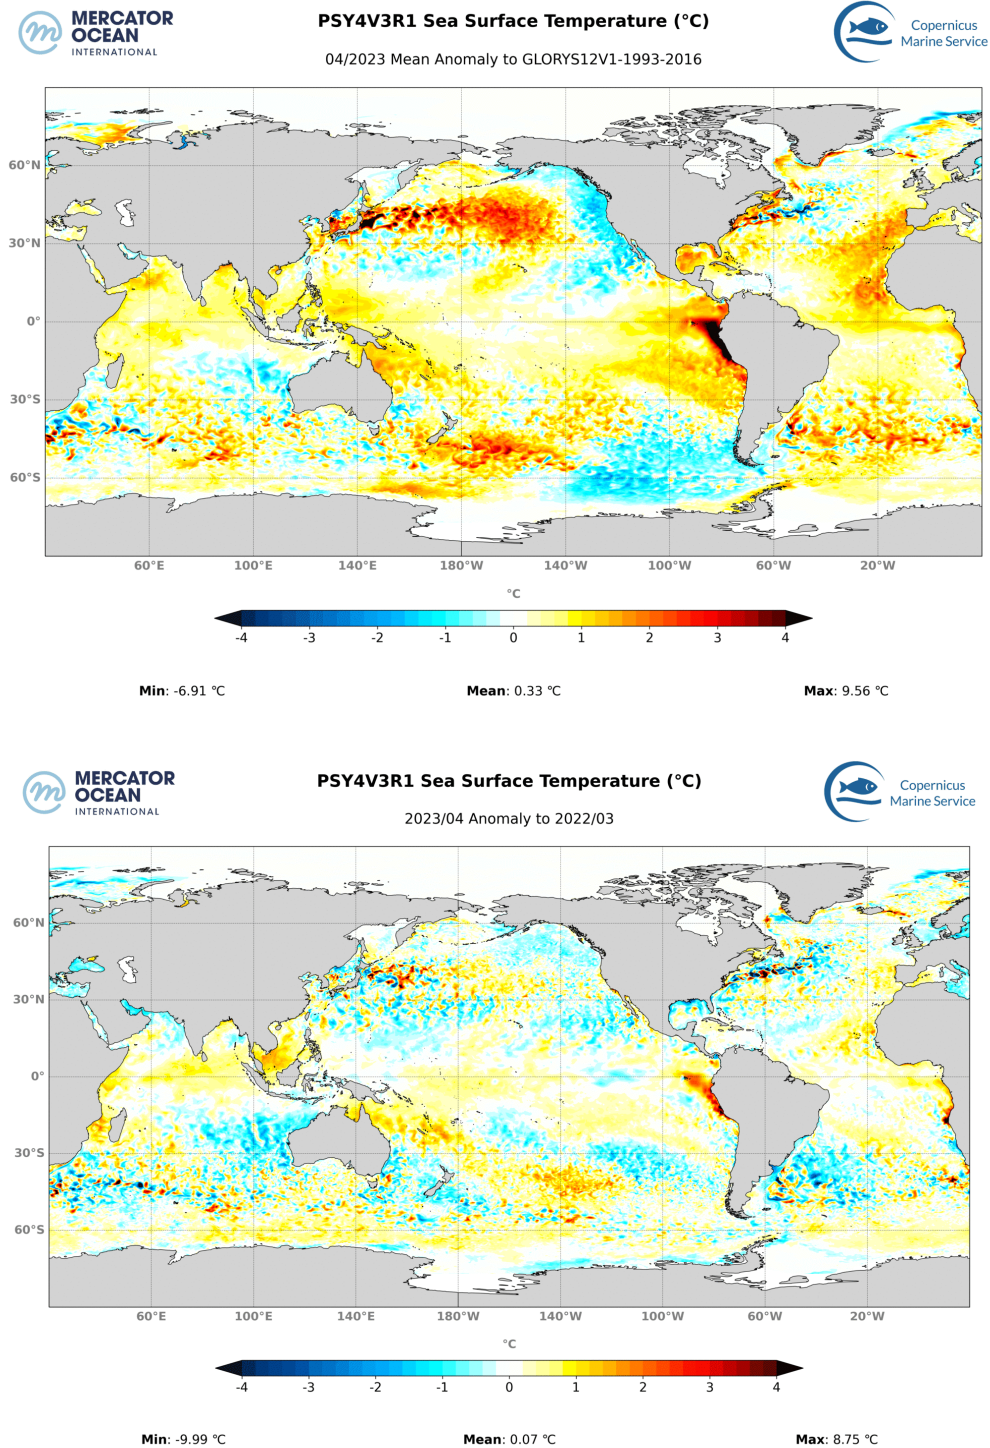 MERCATOR
OCEAN
INTERNATIONAL
PSY4V3R1 Sea Surface Temperature (°C)
04/2023 Mean Anomaly to GLORYS12V1-1993-2016
Copernicus
Marine Service
60°N
30°N
0°
30°S
60°S
60°E 100°E 140°E 180°W 140°W 100°W 60°W 20°W
°C
-4 -3 -2 -1 0 1 2 3 4
Min: -6.91 °C Mean: 0.33 °C Max: 9.56 °C
MERCATOR
OCEAN
INTERNATIONAL
PSY4V3R1 Sea Surface Temperature (°C)
2023/04 Anomaly to 2022/03
Copernicus
Marine Service
60°N
30°N
0°
30°S
60°S
60°E 100°E 140°E 180°W 140°W 100°W 60°W 20°W
°C
-4 -3 -2 -1 0 1 2 3 4
Min: -9.99 °C Mean: 0.07 °C Max: 8.75 °C